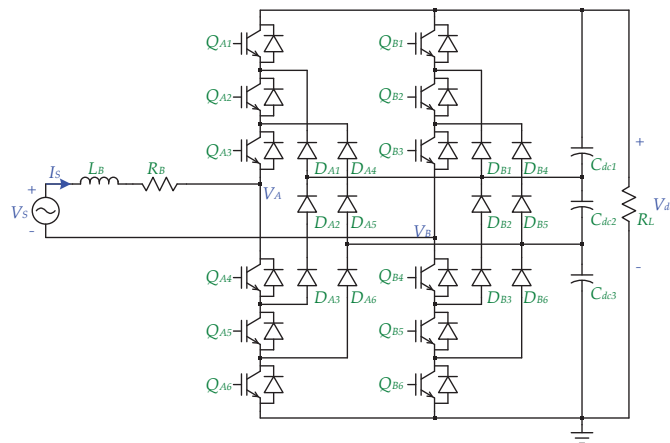 QA1
QB1
QA2
QB2
QA3
QB3
DA1
DA4
DB1
DB4
Cdc1
+
IS
LB
RB
+
VS
-
VA
DA2
DA5
VB
DB2
DB5
Cdc2
RL
Vd
QA4
DA3
DA6
QB4
DB3
DB6
Cdc3
-
QA5
QB5
QA6
QB6